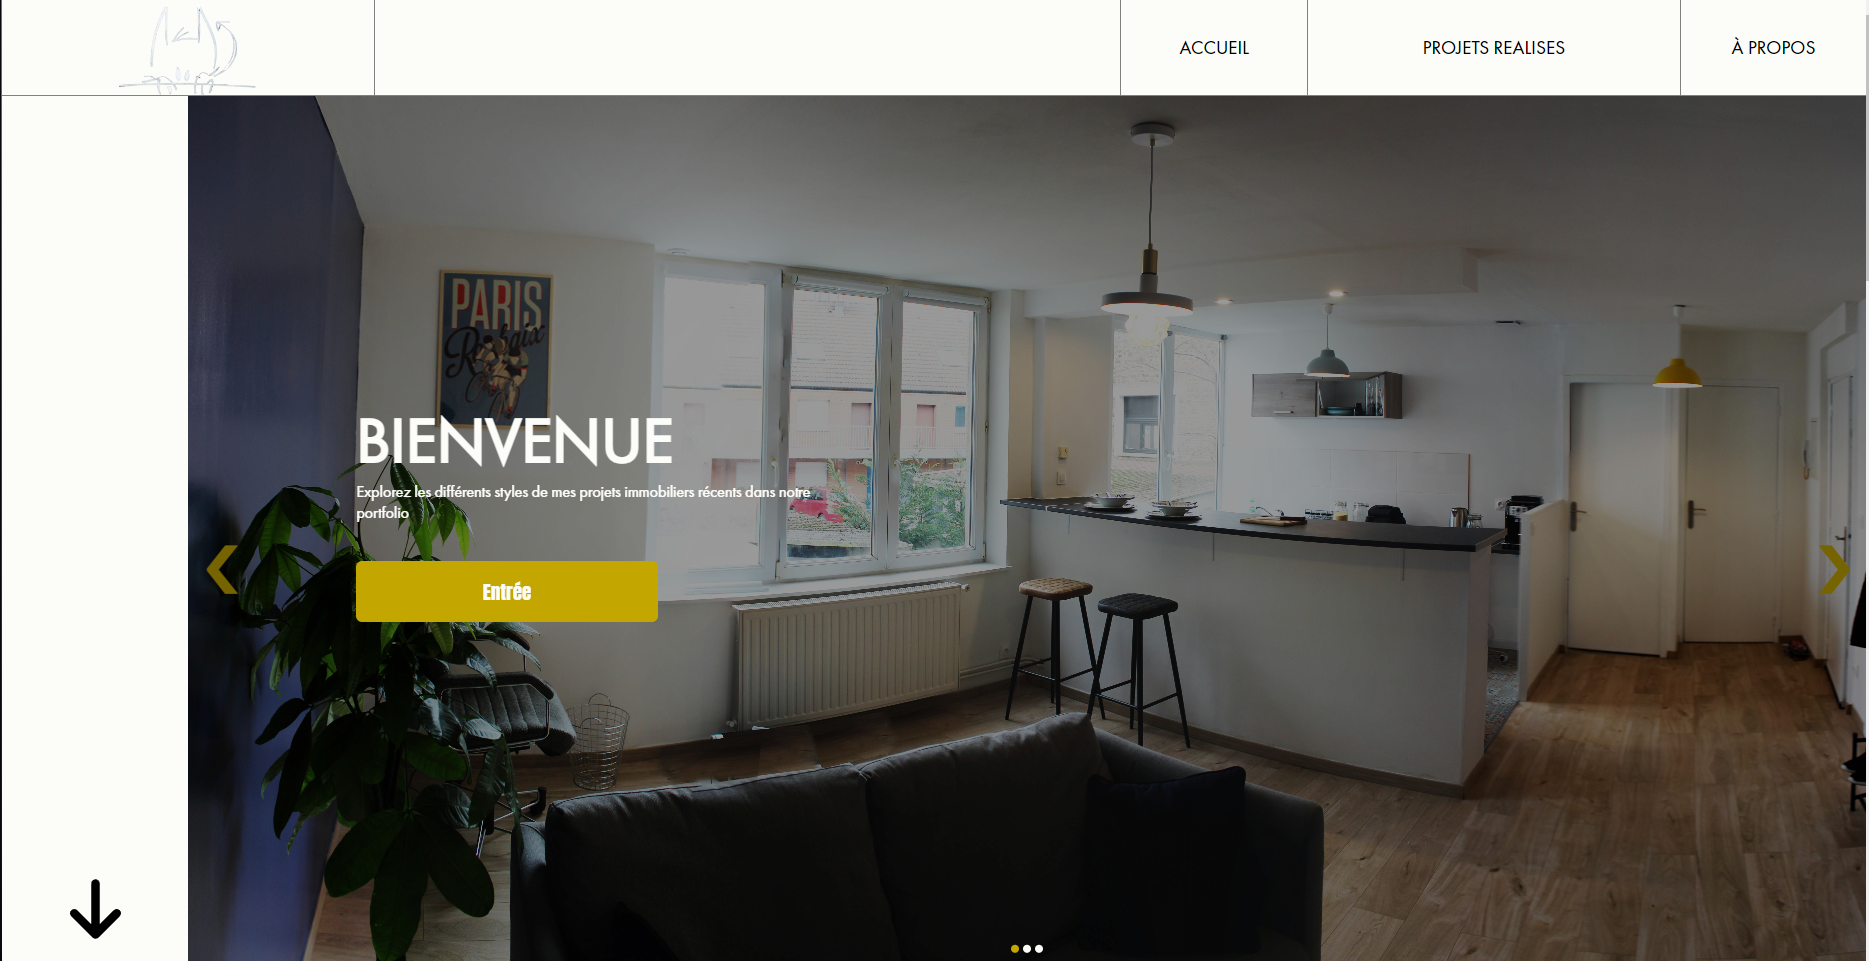 ACCUEIL
PROJETS REALISES
À PROPOS
PARIS
Roubaix
BIENVENUE
Explorez les différents styles de mes projets immobiliers récents dans notre
portfolio
Entrée